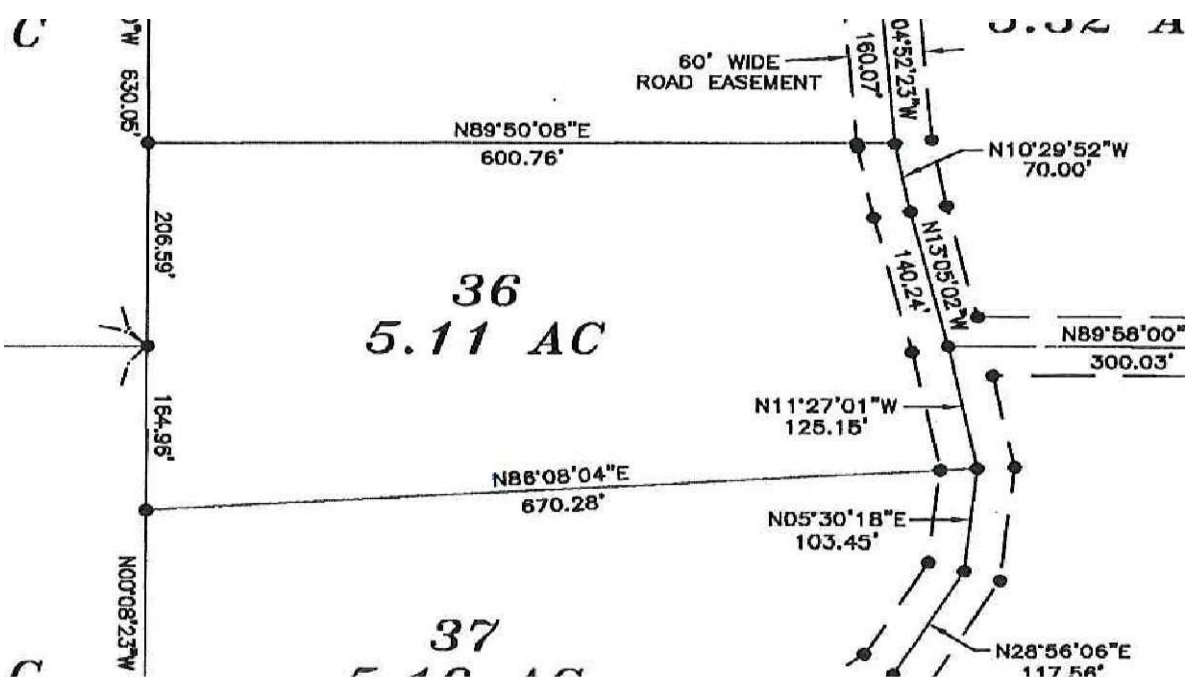 C
5.32 A
"W 630.05'
160.07'
04°52'23"W
60' WIDE
ROAD EASEMENT
N89°50'08"E
600.76'
N10°29'52"W
70.00'
206.59'
N13°05'02"W
140.24'
36
5.11 AC
N89°58'00"
300.03'
164.96'
N11°27'01"W
125.15'
N86°08'04"E
670.28'
N05°30'18"E
103.45'
N00°08'23"W
37
N28°56'06"E
117.56'
C